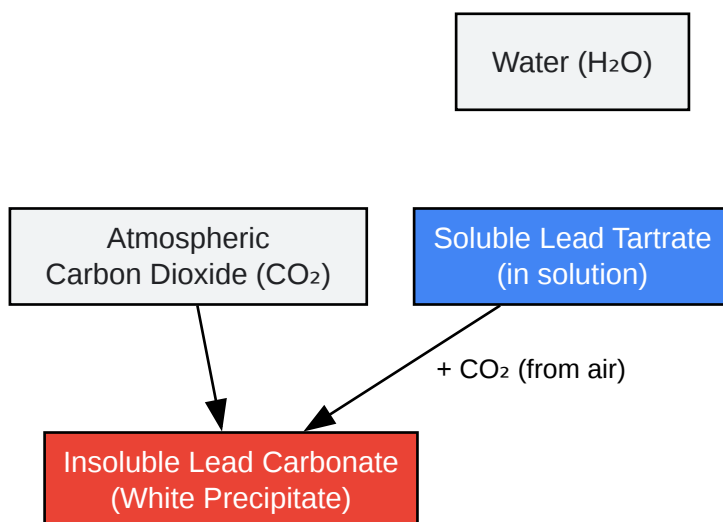 Water (H₂O)
Atmospheric
Carbon Dioxide (CO₂)
Soluble Lead Tartrate
(in solution)
+ CO₂ (from air)
Insoluble Lead Carbonate
(White Precipitate)